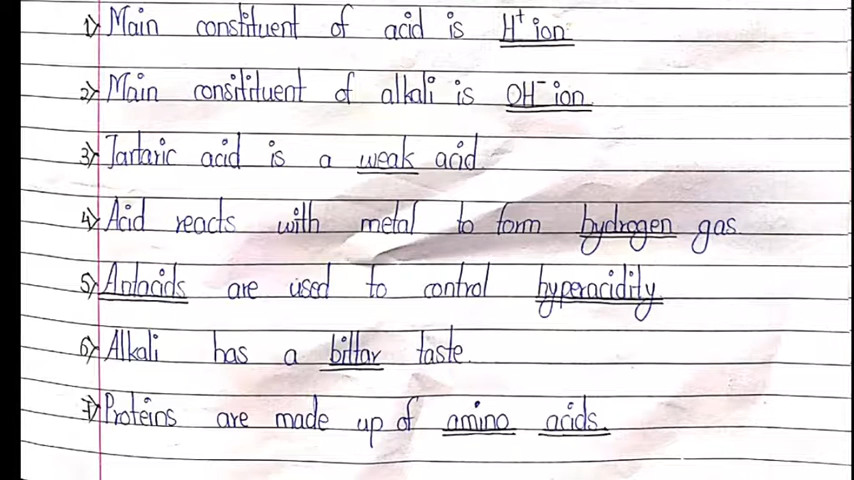 1) Main constituent of acid is H⁺ ion
2) Main consitituent of alkali is OH⁻ ion
3) Tartaric acid is a weak acid
4) Acid reacts with metal to form hydrogen gas
5) Antacids are used to control hyperacidity
6) Alkali has a bittar taste
7) Proteins are made up of amino acids.